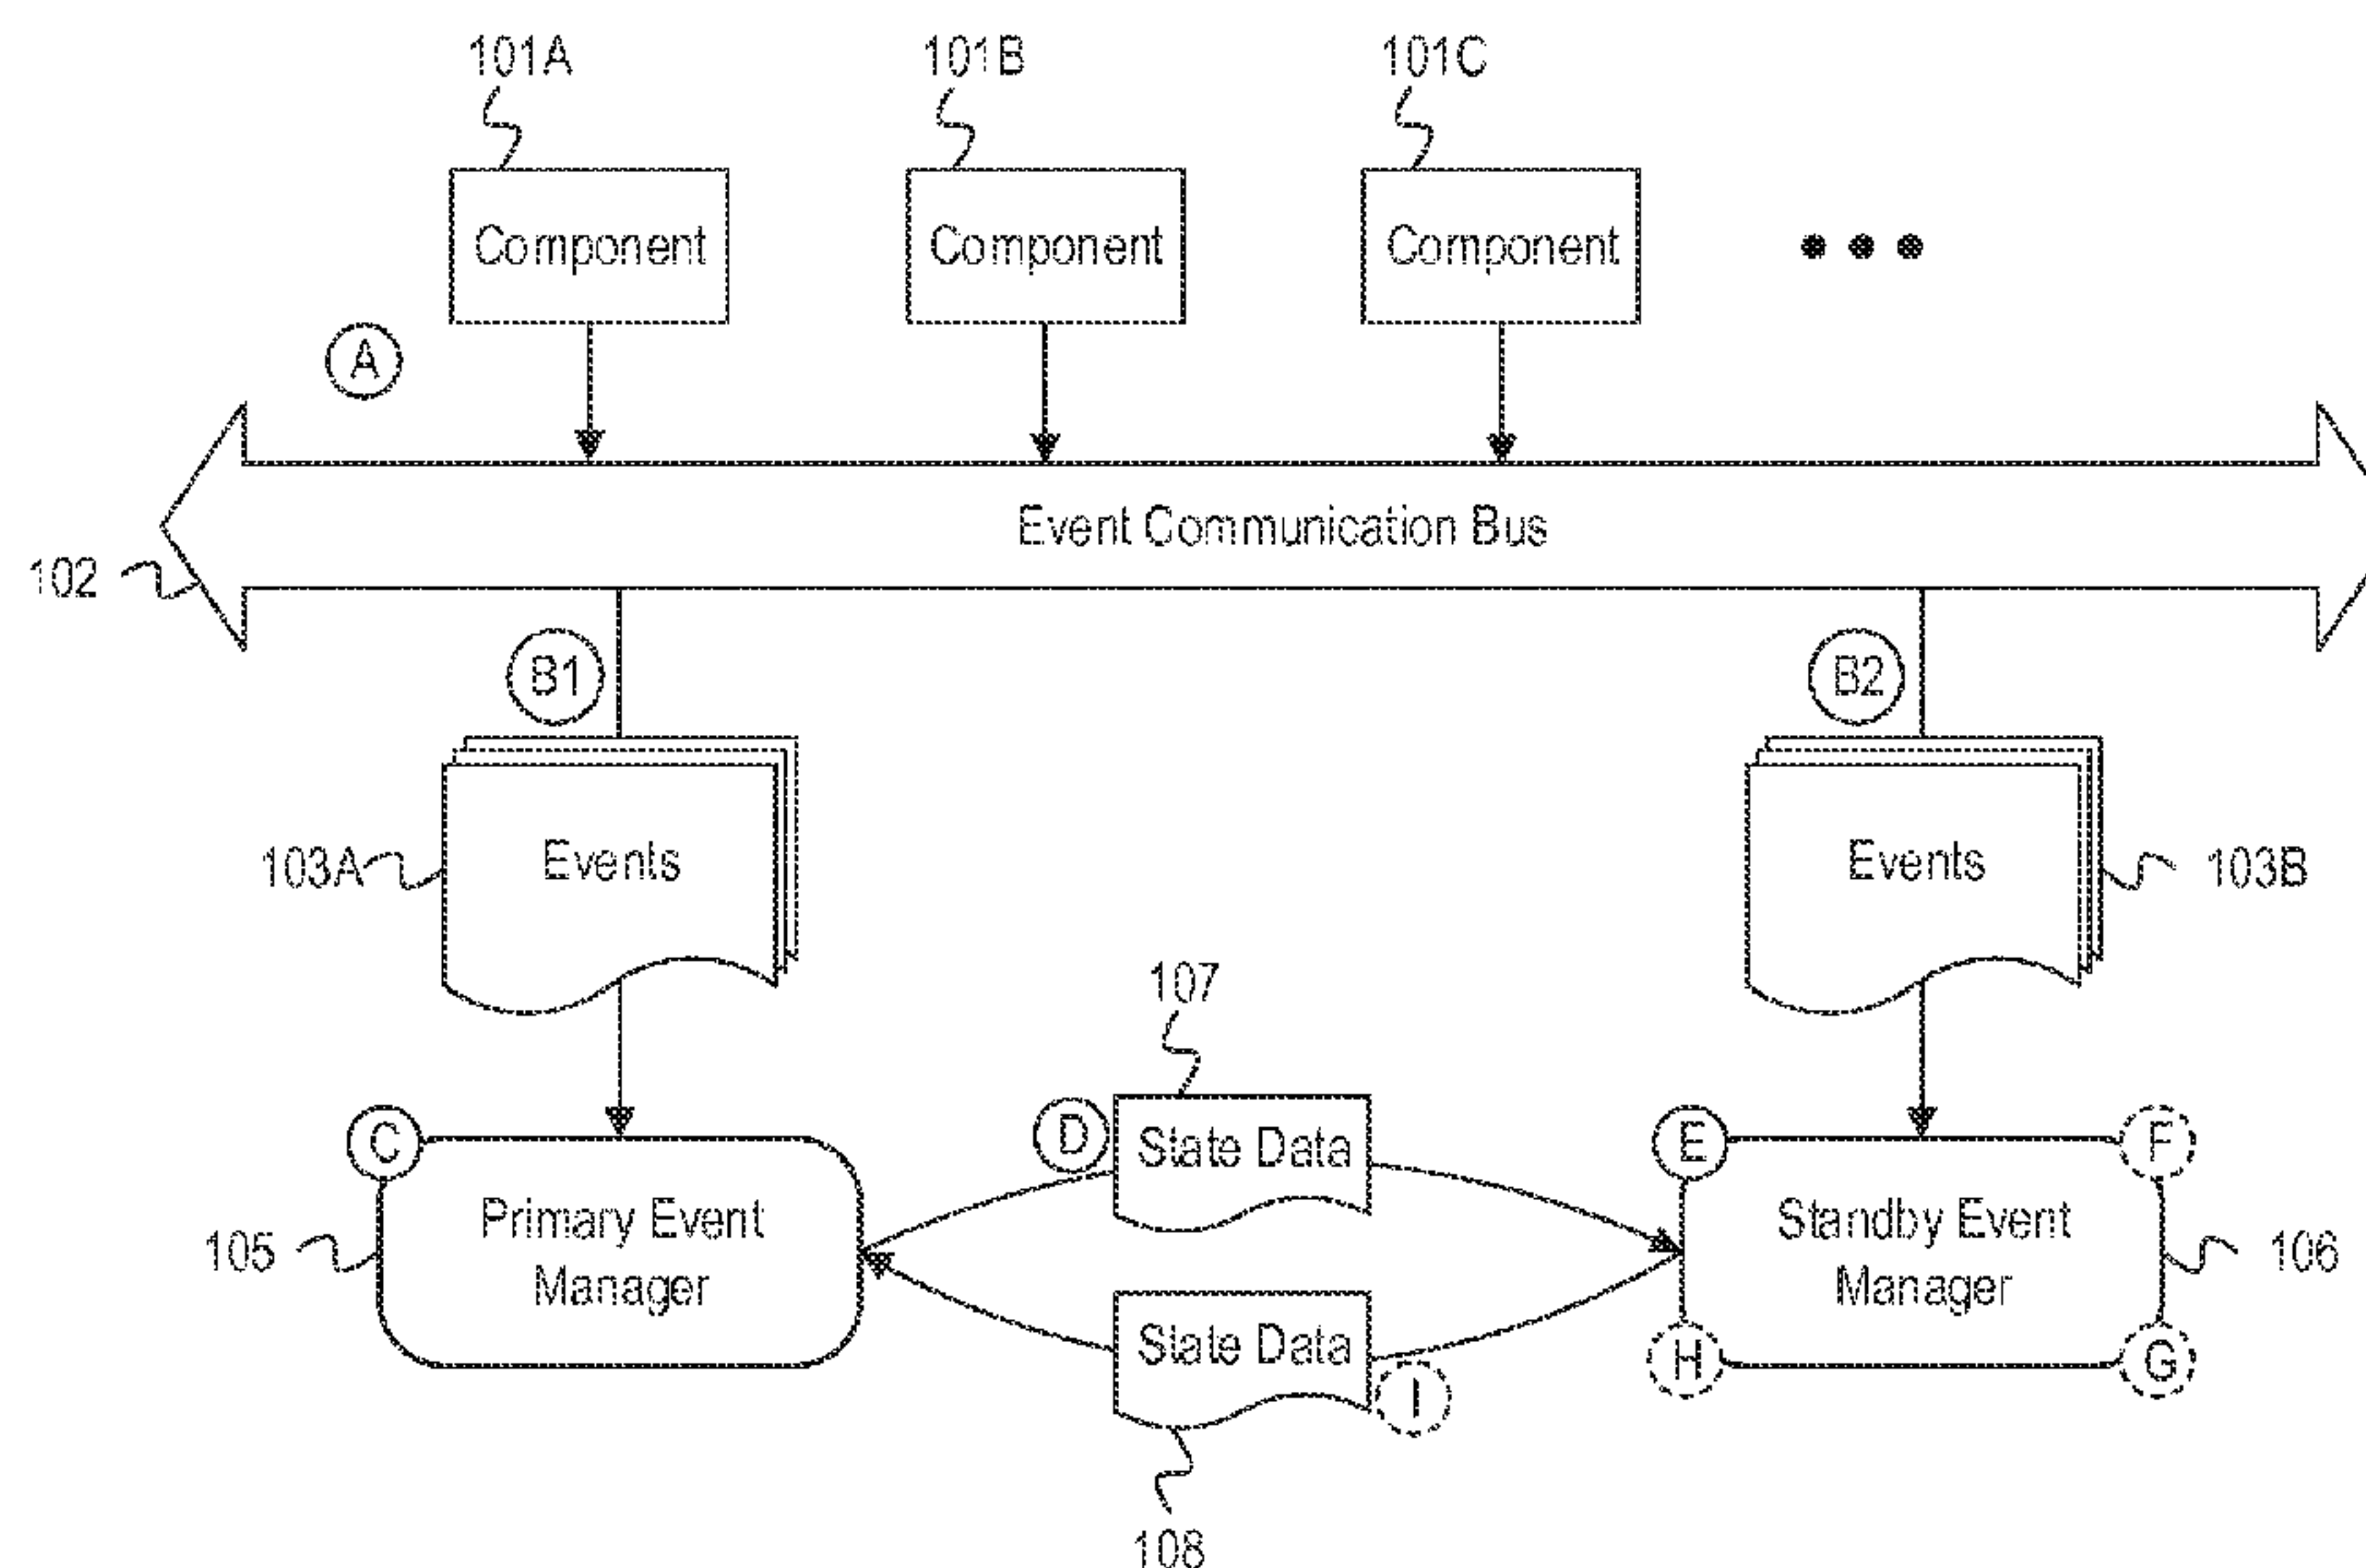 101A
101B
101C
Component
Component
Component
A
Event Communication Bus
102
B1
B2
Events
Events
103A
103B
107
C
D
State Data
E
F
Primary Event
Manager
Standby Event
Manager
105
106
State Data
H
I
G
108